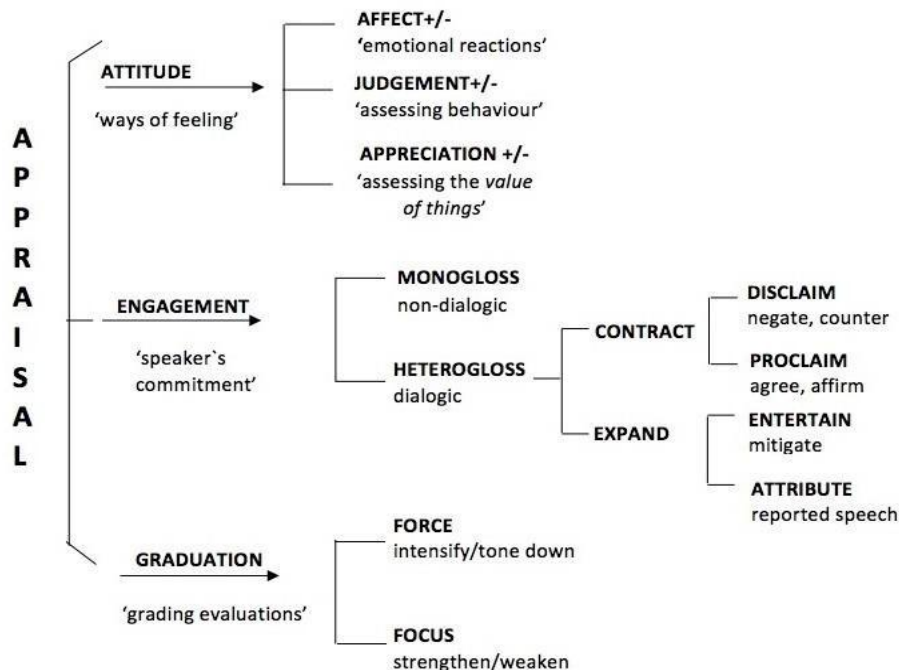 APPRAISAL
ATTITUDE
'ways of feeling'
AFFECT+/-
'emotional reactions'
JUDGEMENT+/-
'assessing behaviour'
APPRECIATION +/-
'assessing the value
of things'
ENGAGEMENT
'speaker`s
commitment'
MONOGLOSS
non-dialogic
HETEROGLOSS
dialogic
CONTRACT
DISCLAIM
negate, counter
PROCLAIM
agree, affirm
EXPAND
ENTERTAIN
mitigate
ATTRIBUTE
reported speech
GRADUATION
'grading evaluations'
FORCE
intensify/tone down
FOCUS
strengthen/weaken